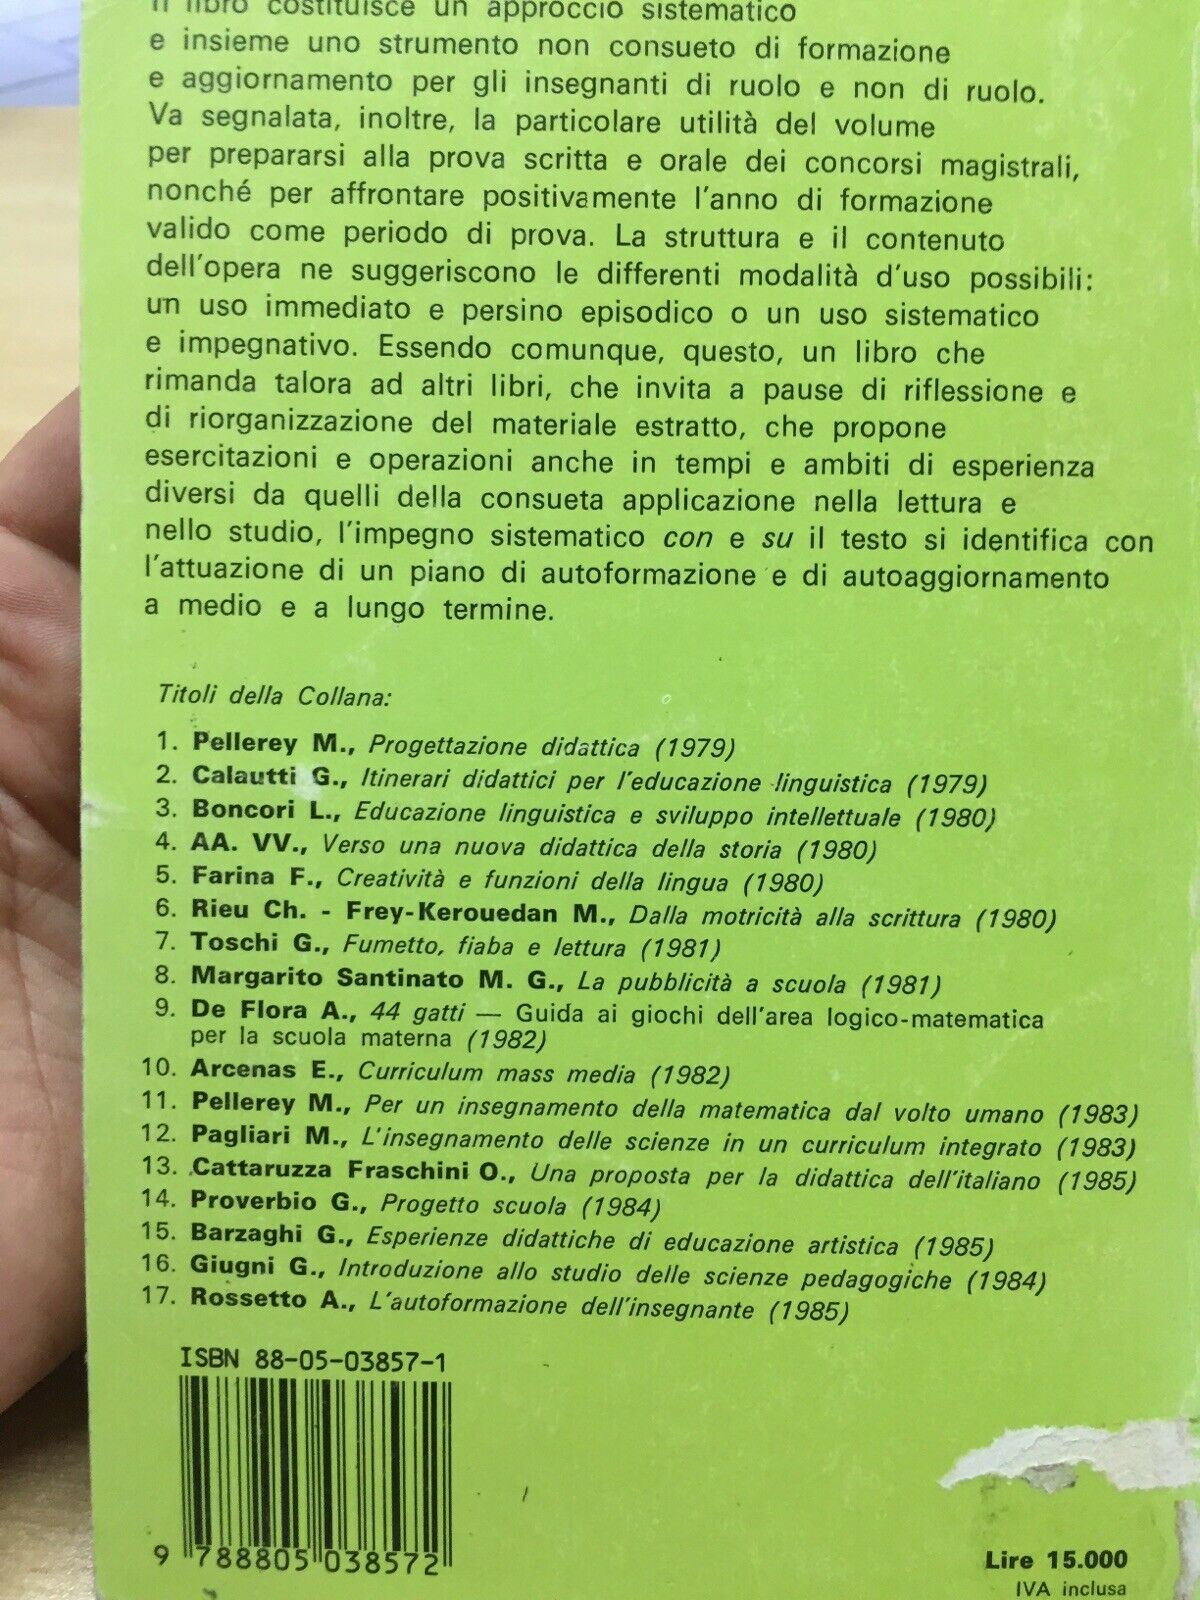 Il libro costituisce un approccio sistematico
e insieme uno strumento non consueto di formazione
e aggiornamento per gli insegnanti di ruolo e non di ruolo.
Va segnalata, inoltre, la particolare utilità del volume
per prepararsi alla prova scritta e orale dei concorsi magistrali,
nonché per affrontare positivamente l'anno di formazione
valido come periodo di prova. La struttura e il contenuto
dell'opera ne suggeriscono le differenti modalità d'uso possibili:
un uso immediato e persino episodico o un uso sistematico
e impegnativo. Essendo comunque, questo, un libro che
rimanda talora ad altri libri, che invita a pause di riflessione e
di riorganizzazione del materiale estratto, che propone
esercitazioni e operazioni anche in tempi e ambiti di esperienza
diversi da quelli della consueta applicazione nella lettura e
nello studio, l'impegno sistematico con e su il testo si identifica con
l'attuazione di un piano di autoformazione e di autoaggiornamento
a medio e a lungo termine.
Titoli della Collana:
1. Pellerey M., Progettazione didattica (1979)
2. Calautti G., Itinerari didattici per l'educazione linguistica (1979)
3. Boncori L., Educazione linguistica e sviluppo intellettuale (1980)
4. AA. VV., Verso una nuova didattica della storia (1980)
5. Farina F., Creatività e funzioni della lingua (1980)
6. Rieu Ch. - Frey-Kerouedan M., Dalla motricità alla scrittura (1980)
7. Toschi G., Fumetto, fiaba e lettura (1981)
8. Margarito Santinato M. G., La pubblicità a scuola (1981)
9. De Flora A., 44 gatti — Guida ai giochi dell'area logico-matematica
per la scuola materna (1982)
10. Arcenas E., Curriculum mass media (1982)
11. Pellerey M., Per un insegnamento della matematica dal volto umano (1983)
12. Pagliari M., L'insegnamento delle scienze in un curriculum integrato (1983)
13. Cattaruzza Fraschini O., Una proposta per la didattica dell'italiano (1985)
14. Proverbio G., Progetto scuola (1984)
15. Barzaghi G., Esperienze didattiche di educazione artistica (1985)
16. Giugni G., Introduzione allo studio delle scienze pedagogiche (1984)
17. Rossetto A., L'autoformazione dell'insegnante (1985)
ISBN 88-05-03857-1
9 788805 038572
Lire 15.000
IVA inclusa